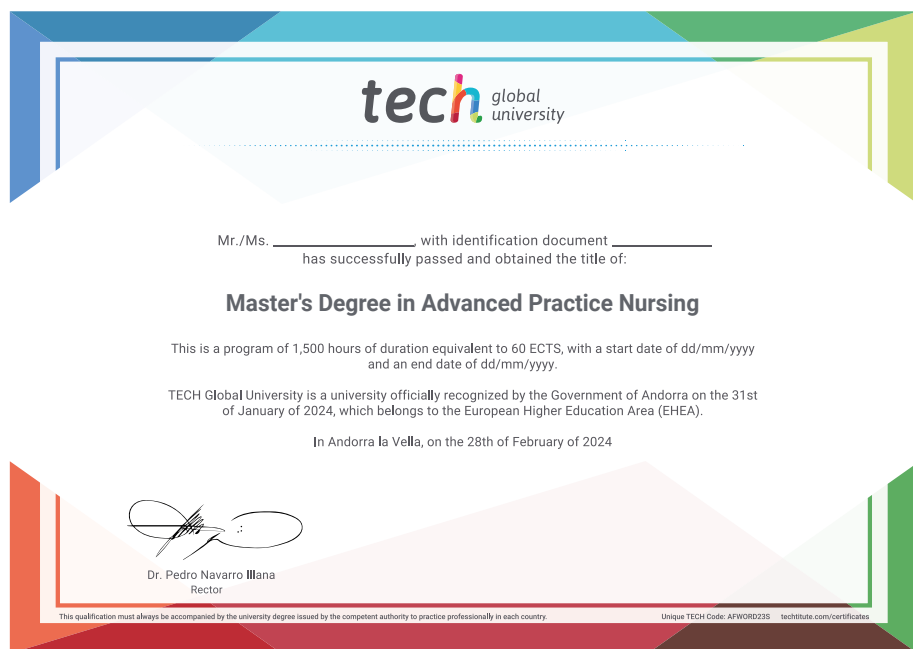 tech global university
Mr./Ms. ____________, with identification document ____________
has successfully passed and obtained the title of:
Master's Degree in Advanced Practice Nursing
This is a program of 1,500 hours of duration equivalent to 60 ECTS, with a start date of dd/mm/yyyy
and an end date of dd/mm/yyyy.
TECH Global University is a university officially recognized by the Government of Andorra on the 31st
of January of 2024, which belongs to the European Higher Education Area (EHEA).
In Andorra la Vella, on the 28th of February of 2024
Dr. Pedro Navarro Illana
Rector
This qualification must always be accompanied by the university degree issued by the competent authority to practice professionally in each country.
Unique TECH Code: AFWORD23S techtitute.com/certificates